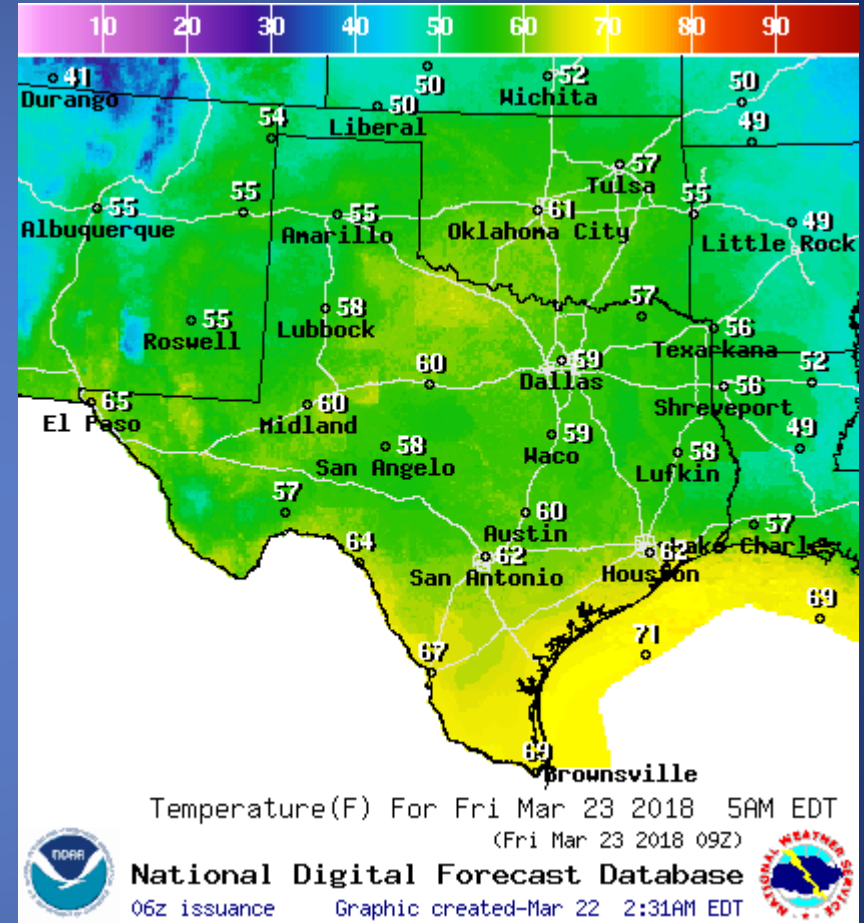 10 20 30 40 50 60 70 80 90
41
Durango
50
52
Wichita
50
50
Liberal
54
49
57
Tulsa
55
Albuquerque
55
55
Amarillo
61
Oklahoma City
55
49
Little Rock
55
Roswell
58
Lubbock
57
56
Texarkana
60
59
Dallas
52
56
Shreveport
65
El Paso
60
Midland
58
San Angelo
59
Waco
58
Lufkin
49
57
60
Austin
57
Lake Charles
64
62
San Antonio
62
Houston
69
71
67
69
Brownsville
Temperature(F) For Fri Mar 23 2018 5AM EDT
(Fri Mar 23 2018 09Z)
NOAA
National Digital Forecast Database
06z issuance Graphic created-Mar 22 2:31AM EDT
NATIONAL WEATHER SERVICE